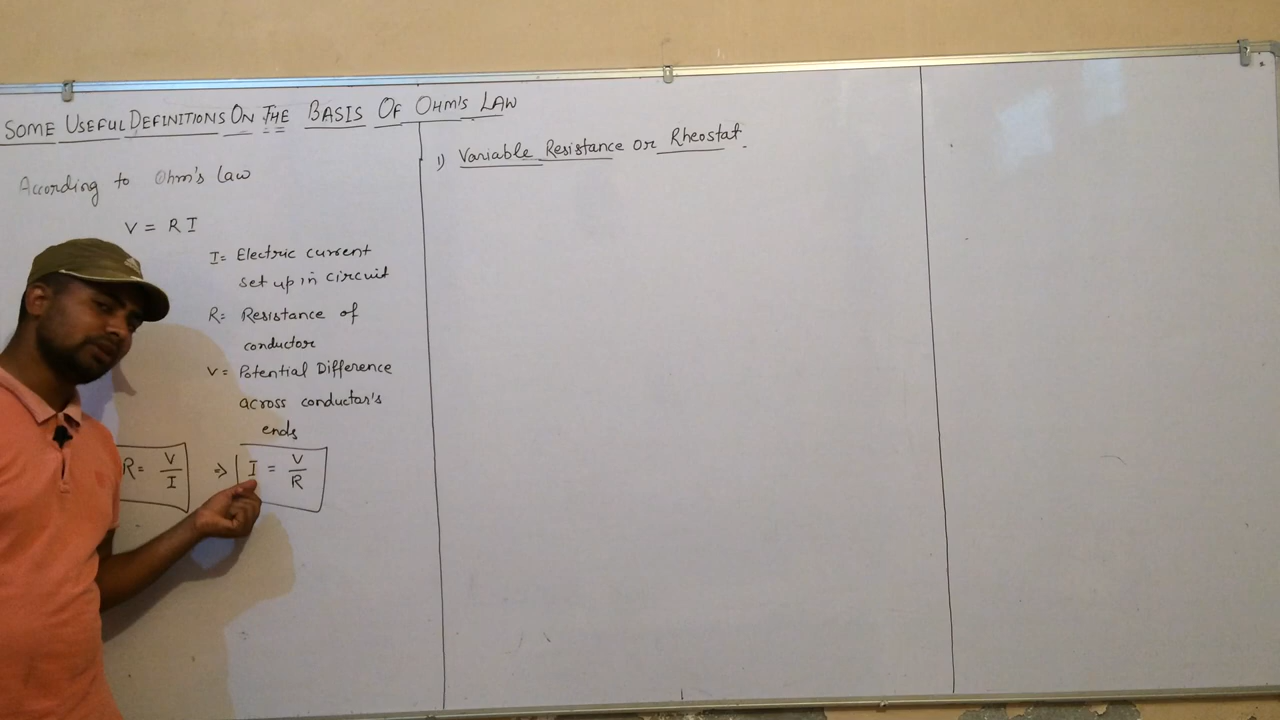 SOME USEFUL DEFINITIONS ON THE BASIS OF OHM'S LAW
According to Ohm's Law
V = R I
I = Electric current
set up in circuit
R = Resistance of
conductor
V = Potential Difference
across conductor's
ends
R = V/I ⇒ I = V/R
1) Variable Resistance or Rheostat.